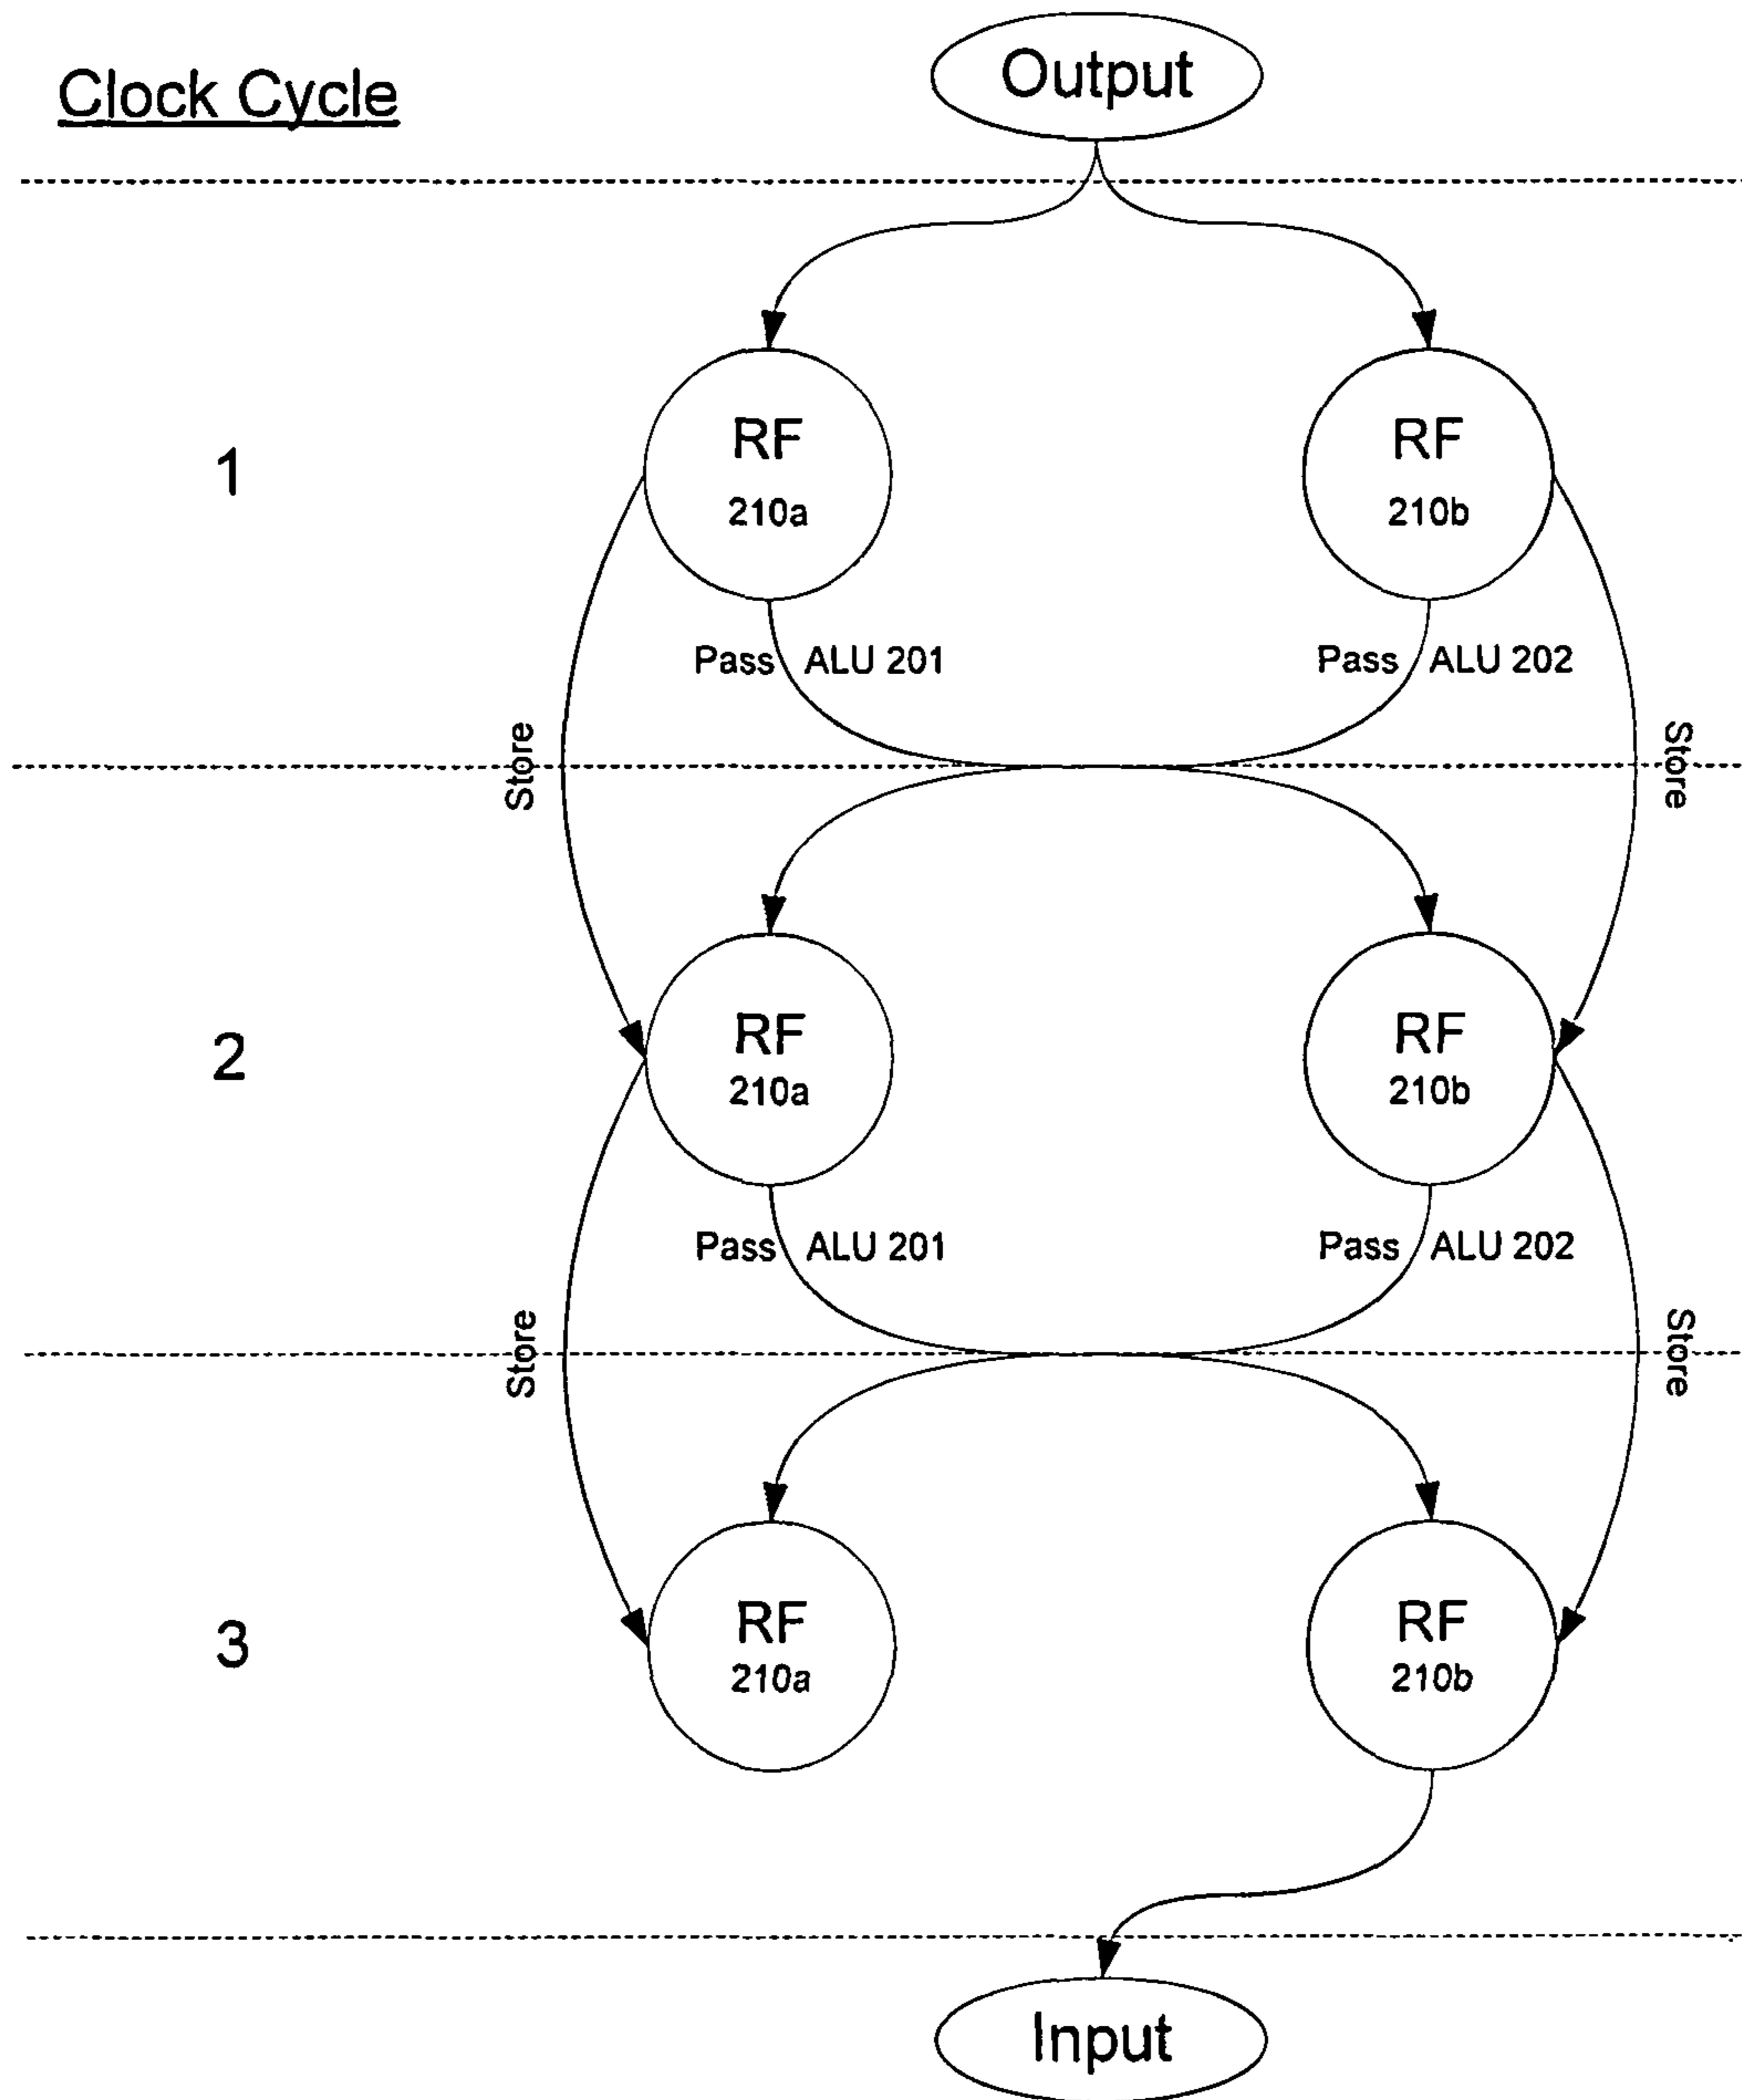 Output
Clock Cycle
1
RF
210a
RF
210b
Pass ALU 201
Pass ALU 202
Store
Store
2
RF
210a
RF
210b
Pass ALU 201
Pass ALU 202
Store
Store
3
RF
210a
RF
210b
Input